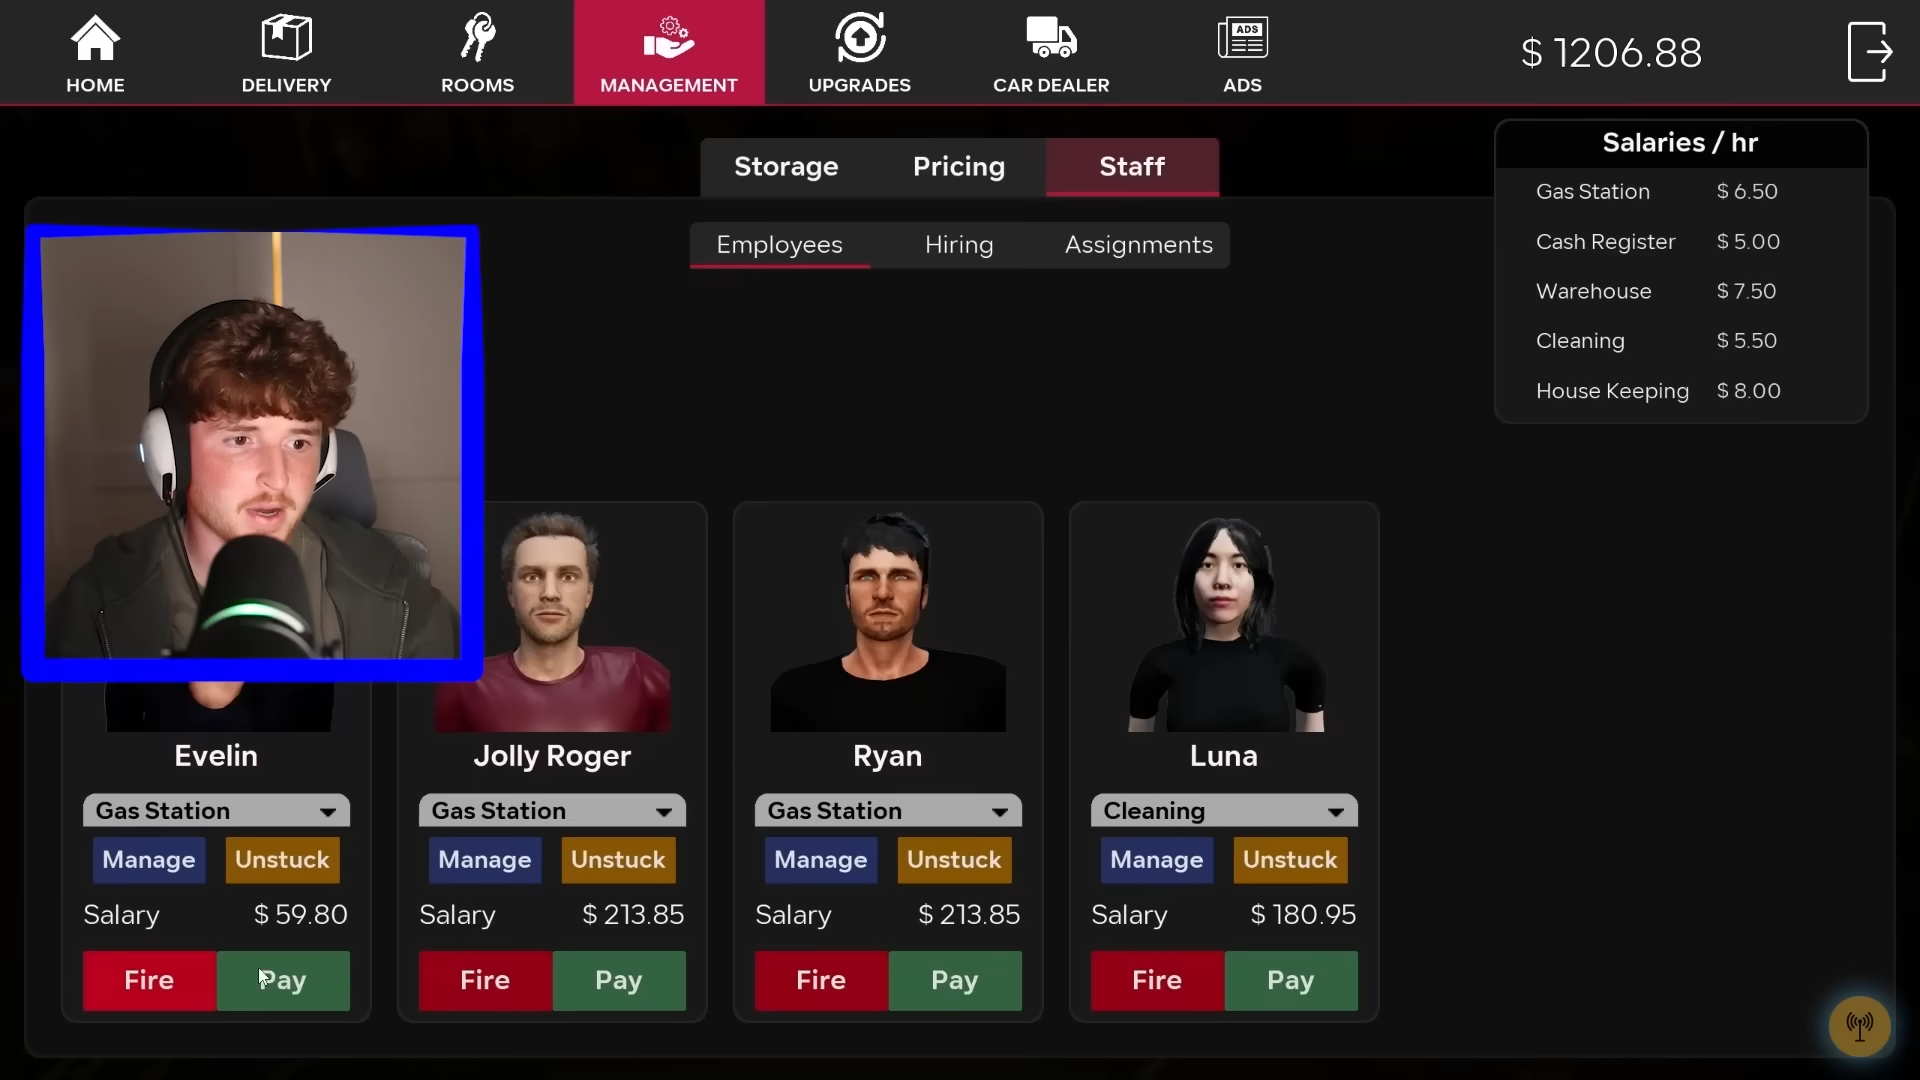 HOME
DELIVERY
ROOMS
MANAGEMENT
UPGRADES
CAR DEALER
ADS
ADS
$ 1206.88
Storage
Pricing
Staff
Employees
Hiring
Assignments
Salaries / hr
Gas Station $ 6.50
Cash Register $ 5.00
Warehouse $ 7.50
Cleaning $ 5.50
House Keeping $ 8.00
Evelin
Gas Station
Manage Unstuck
Salary $ 59.80
Fire Pay
Jolly Roger
Gas Station
Manage Unstuck
Salary $ 213.85
Fire Pay
Ryan
Gas Station
Manage Unstuck
Salary $ 213.85
Fire Pay
Luna
Cleaning
Manage Unstuck
Salary $ 180.95
Fire Pay